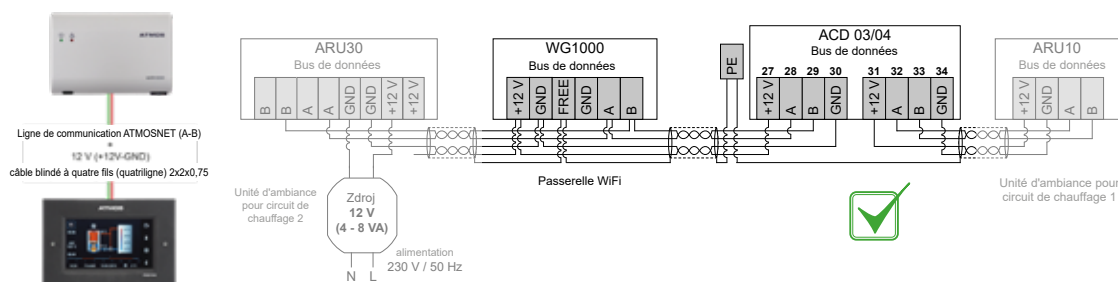 ATMOS
Ligne de communication ATMOSNET (A-B)
+
12 V (+12V-GND)
câble blindé à quatre fils (quatriligne) 2x2x0,75
ATMOS
ARU30
Bus de données
B B A A GND GND +12 V +12 V
Unité d'ambiance
pour circuit de
chauffage 2
Zdroj
12 V
(4 - 8 VA)
alimentation
230 V / 50 Hz
N L
WG1000
Bus de données
+12 V GND FREE GND A B
Passerelle WiFi
PE
ACD 03/04
Bus de données
27 28 29 30 31 32 33 34
+12 V A B GND +12 V A B GND
ARU10
Bus de données
+12 V GND A B
Unité d'ambiance pour
circuit de chauffage 1